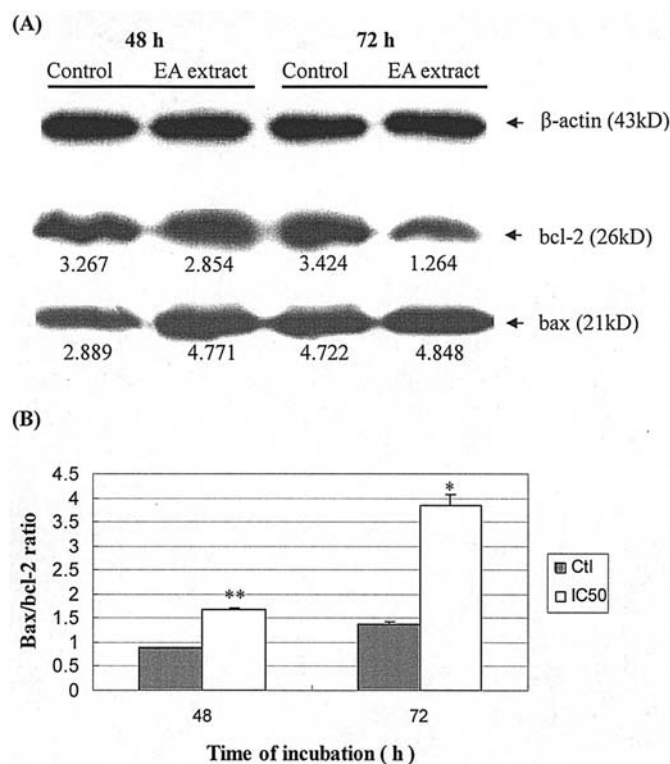 (A)
48 h 72 h
Control EA extract Control EA extract
β-actin (43kD)
bcl-2 (26kD)
3.267 2.854 3.424 1.264
bax (21kD)
2.889 4.771 4.722 4.848
(B)
4.5
4
3.5
3
2.5
2
1.5
1
0.5
0
Bax/bcl-2 ratio
**
*
Ctl
IC50
48 72
Time of incubation ( h )